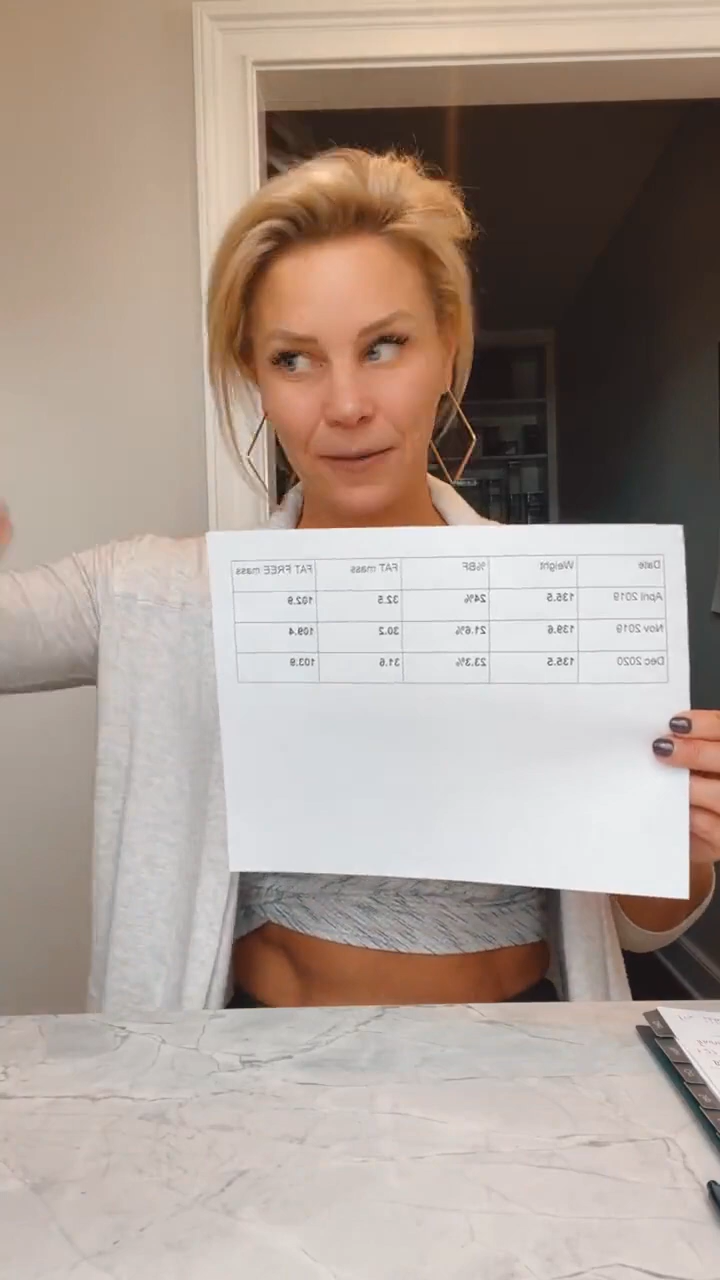 Date Weight %BF FAT mass FAT FREE mass
April 2019 135.5 24% 32.5 102.9
Nov 2019 139.6 21.6% 30.2 109.4
Dec 2020 135.5 23.3% 31.6 103.9